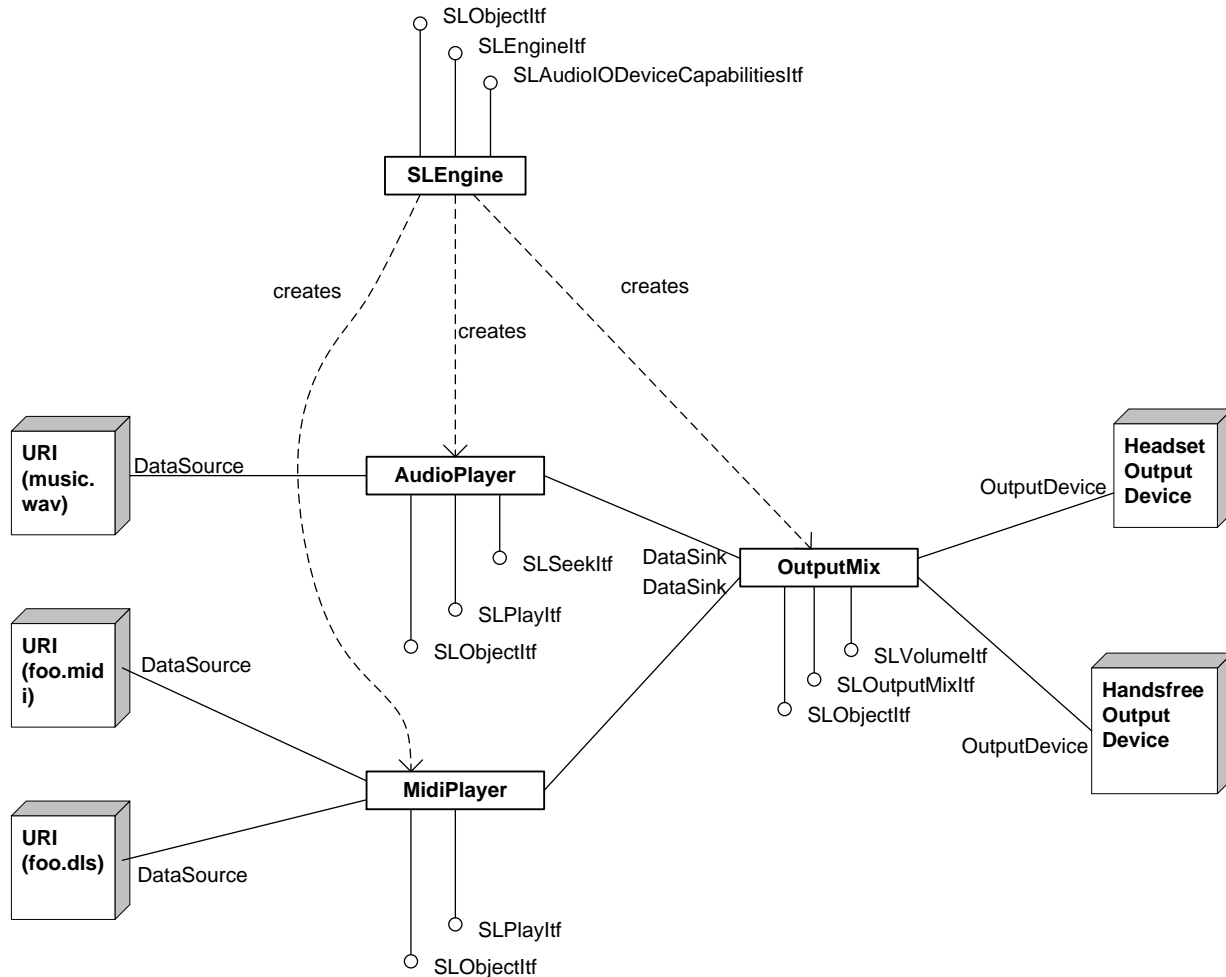 SLObjectItf
SLEngineItf
SLAudioIODeviceCapabilitiesItf
SLEngine
creates
creates
creates
URI
(music.
wav)
DataSource
AudioPlayer
SLSeekItf
SLPlayItf
SLObjectItf
DataSink
DataSink
OutputMix
SLVolumeItf
SLOutputMixItf
SLObjectItf
OutputDevice
Headset
Output
Device
OutputDevice
Handsfree
Output
Device
URI
(foo.mid
i)
DataSource
MidiPlayer
URI
(foo.dls)
DataSource
SLPlayItf
SLObjectItf